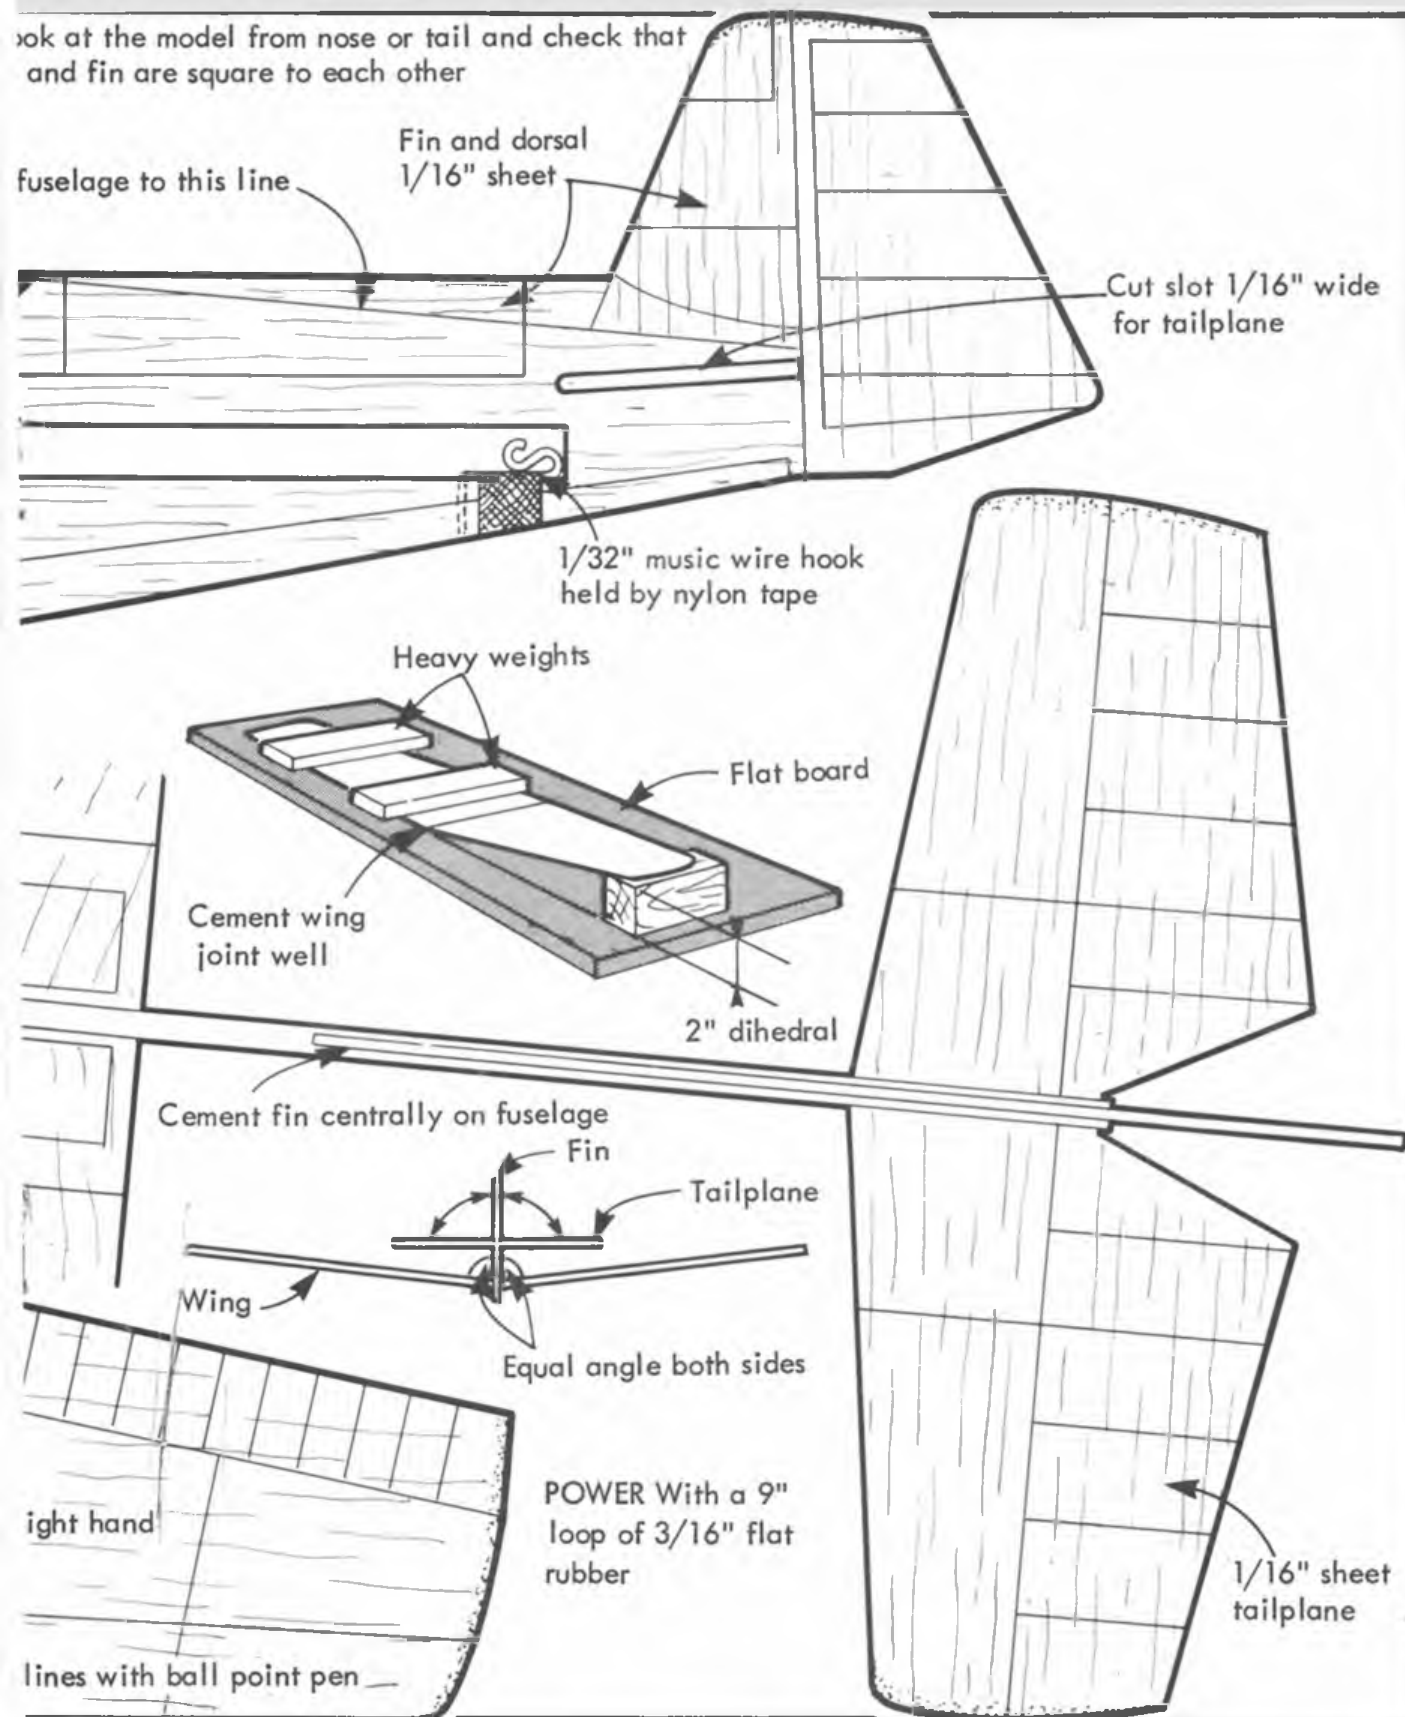 at the model from nose or tail and check that
and fin are square to each other
Fin and dorsal
1/16" sheet
fuselage to this line
Cut slot 1/16" wide
for tailplane
1/32" music wire hook
held by nylon tape
Heavy weights
Flat board
Cement wing
joint well
2" dihedral
Cement fin centrally on fuselage
Fin
Tailplane
Wing
Equal angle both sides
POWER With a 9"
loop of 3/16" flat
rubber
hand
1/16" sheet
tailplane
lines with ball point pen